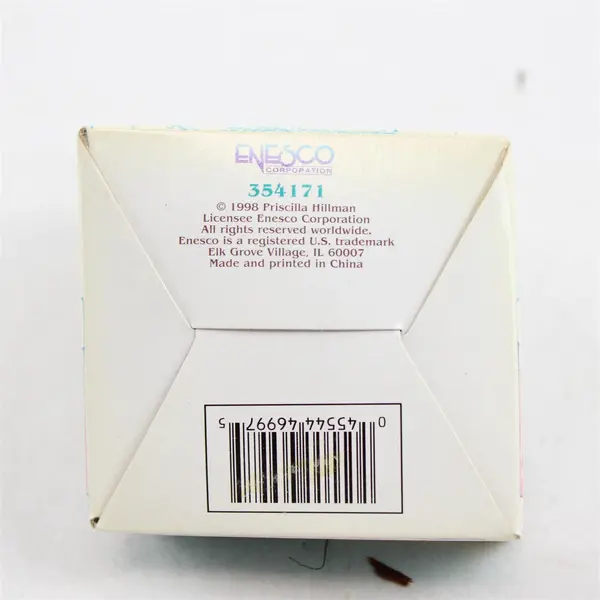 ENESCO
CORPORATION
354171
© 1998 Priscilla Hillman
Licensee Enesco Corporation
All rights reserved worldwide.
Enesco is a registered U.S. trademark
Elk Grove Village, IL 60007
Made and printed in China
0 45544 46997 5